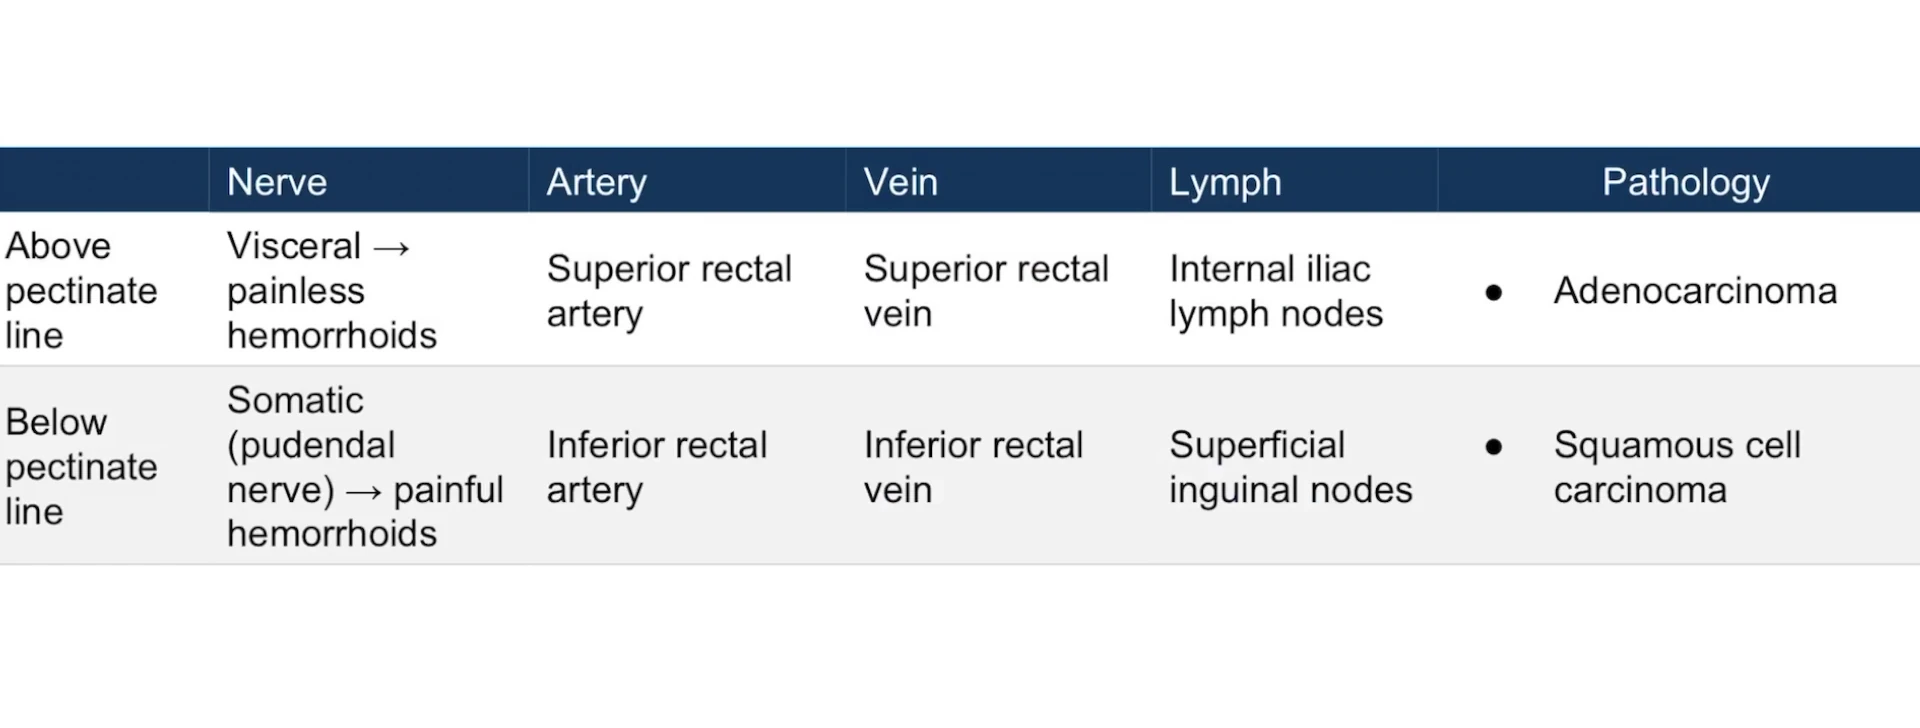 Nerve Artery Vein Lymph Pathology
Above
pectinate
line
Visceral →
painless
hemorrhoids
Superior rectal
artery
Superior rectal
vein
Internal iliac
lymph nodes
● Adenocarcinoma
Below
pectinate
line
Somatic
(pudendal
nerve) → painful
hemorrhoids
Inferior rectal
artery
Inferior rectal
vein
Superficial
inguinal nodes
● Squamous cell
carcinoma